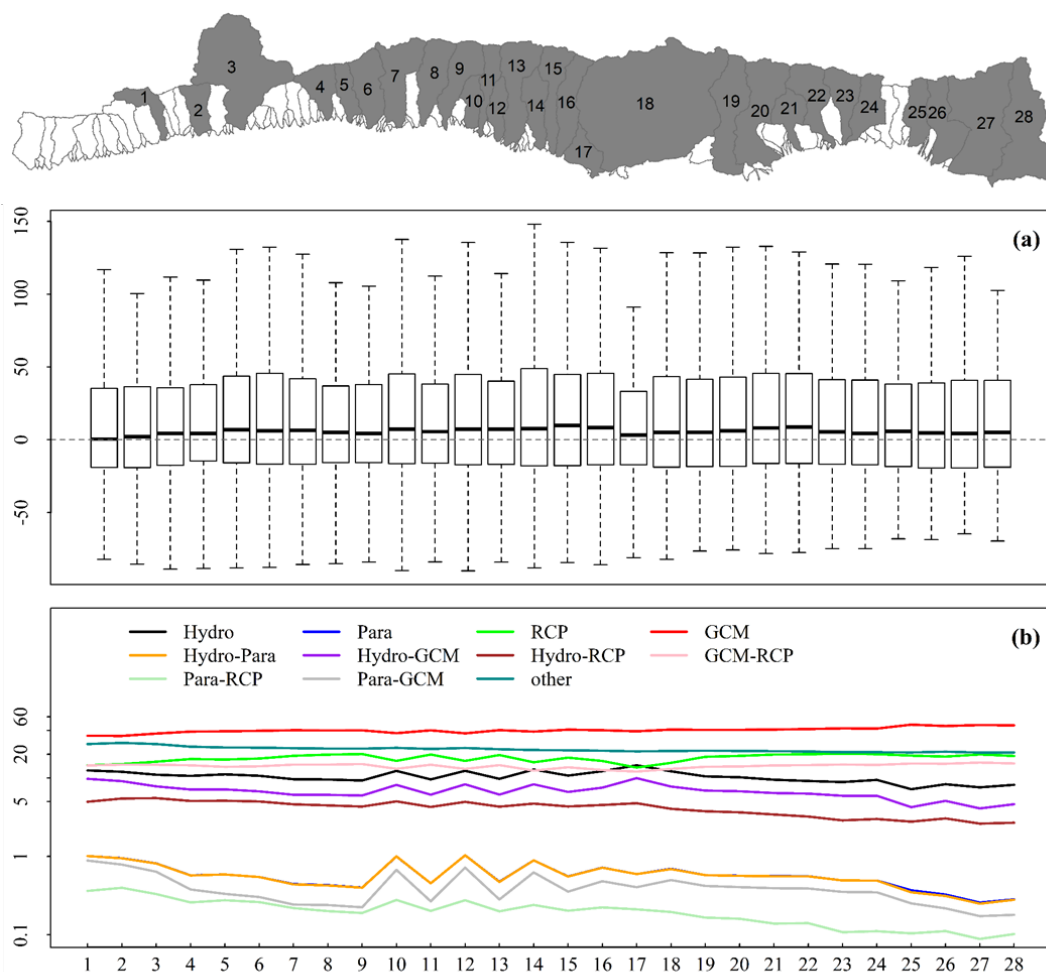 1 2 3 4 5 6 7 8 9 10 11 12 13 14 15 16 17 18 19 20 21 22 23 24 25 26 27 28
(a)
150
100
50
0
-50
(b)
Hydro Para RCP GCM
Hydro-Para Hydro-GCM Hydro-RCP GCM-RCP
Para-RCP Para-GCM other
60
20
5
1
0.1
1 2 3 4 5 6 7 8 9 10 11 12 13 14 15 16 17 18 19 20 21 22 23 24 25 26 27 28